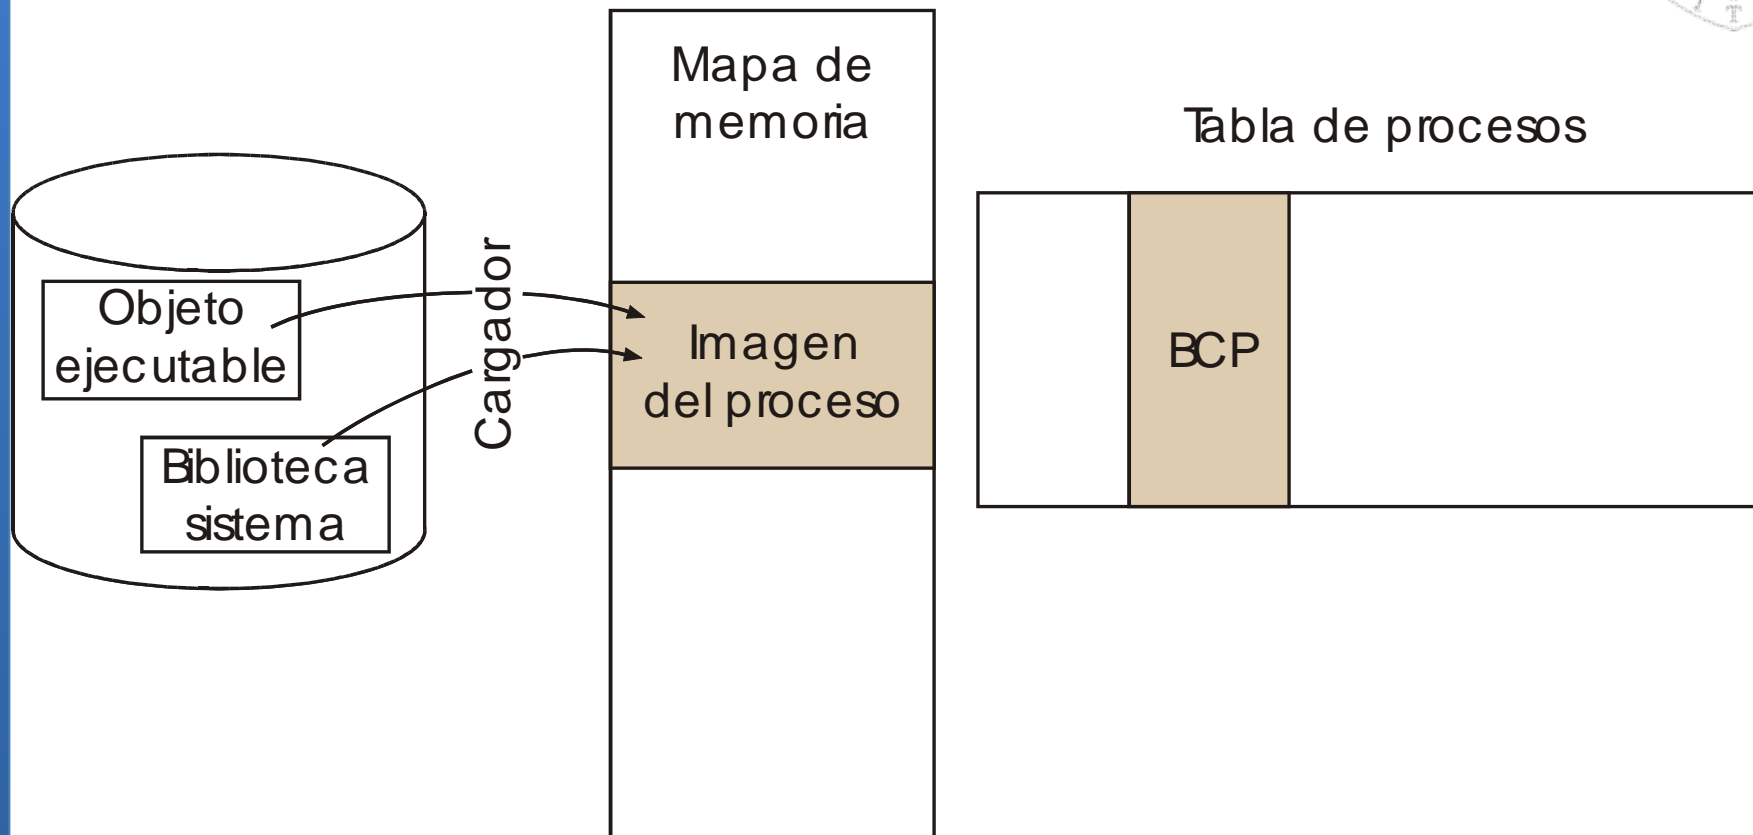 Mapa de
memoria
Tabla de procesos
Objeto
ejecutable
Cargador
Imagen
del proceso
BCP
Biblioteca
sistema